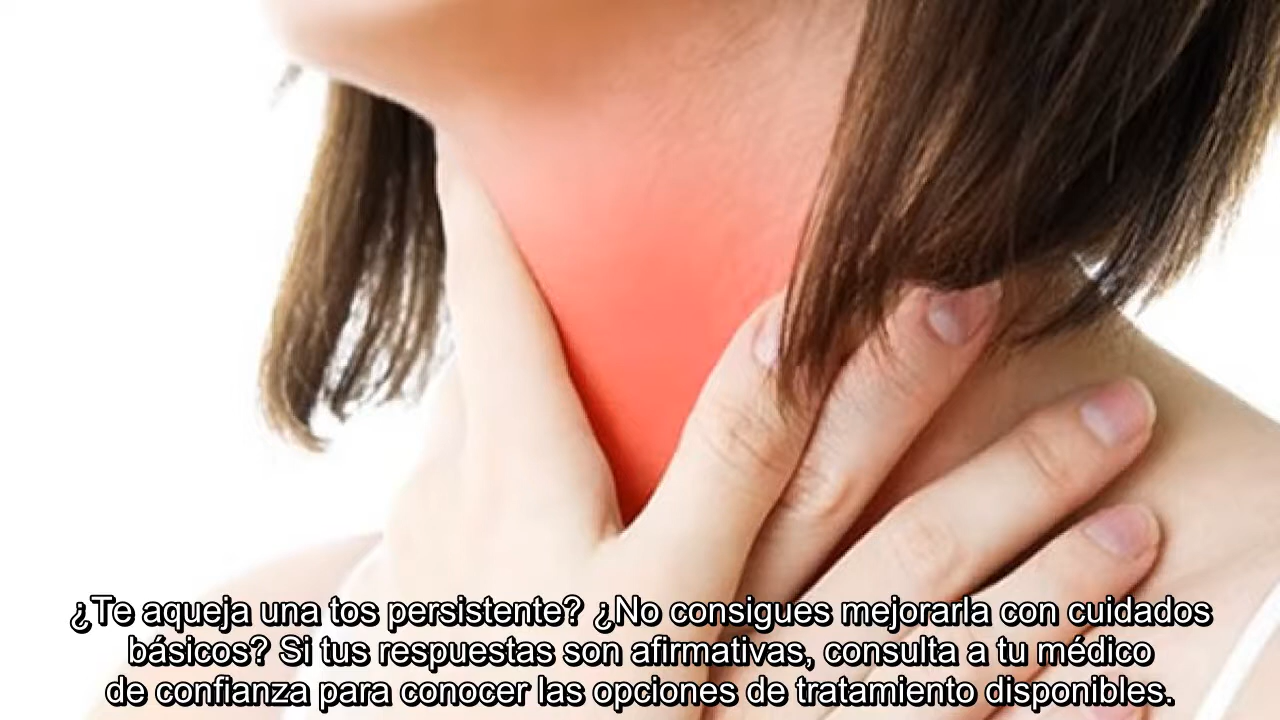 ¿Te aqueja una tos persistente? ¿No consigues mejorarla con cuidados
básicos? Si tus respuestas son afirmativas, consulta a tu médico
de confianza para conocer las opciones de tratamiento disponibles.